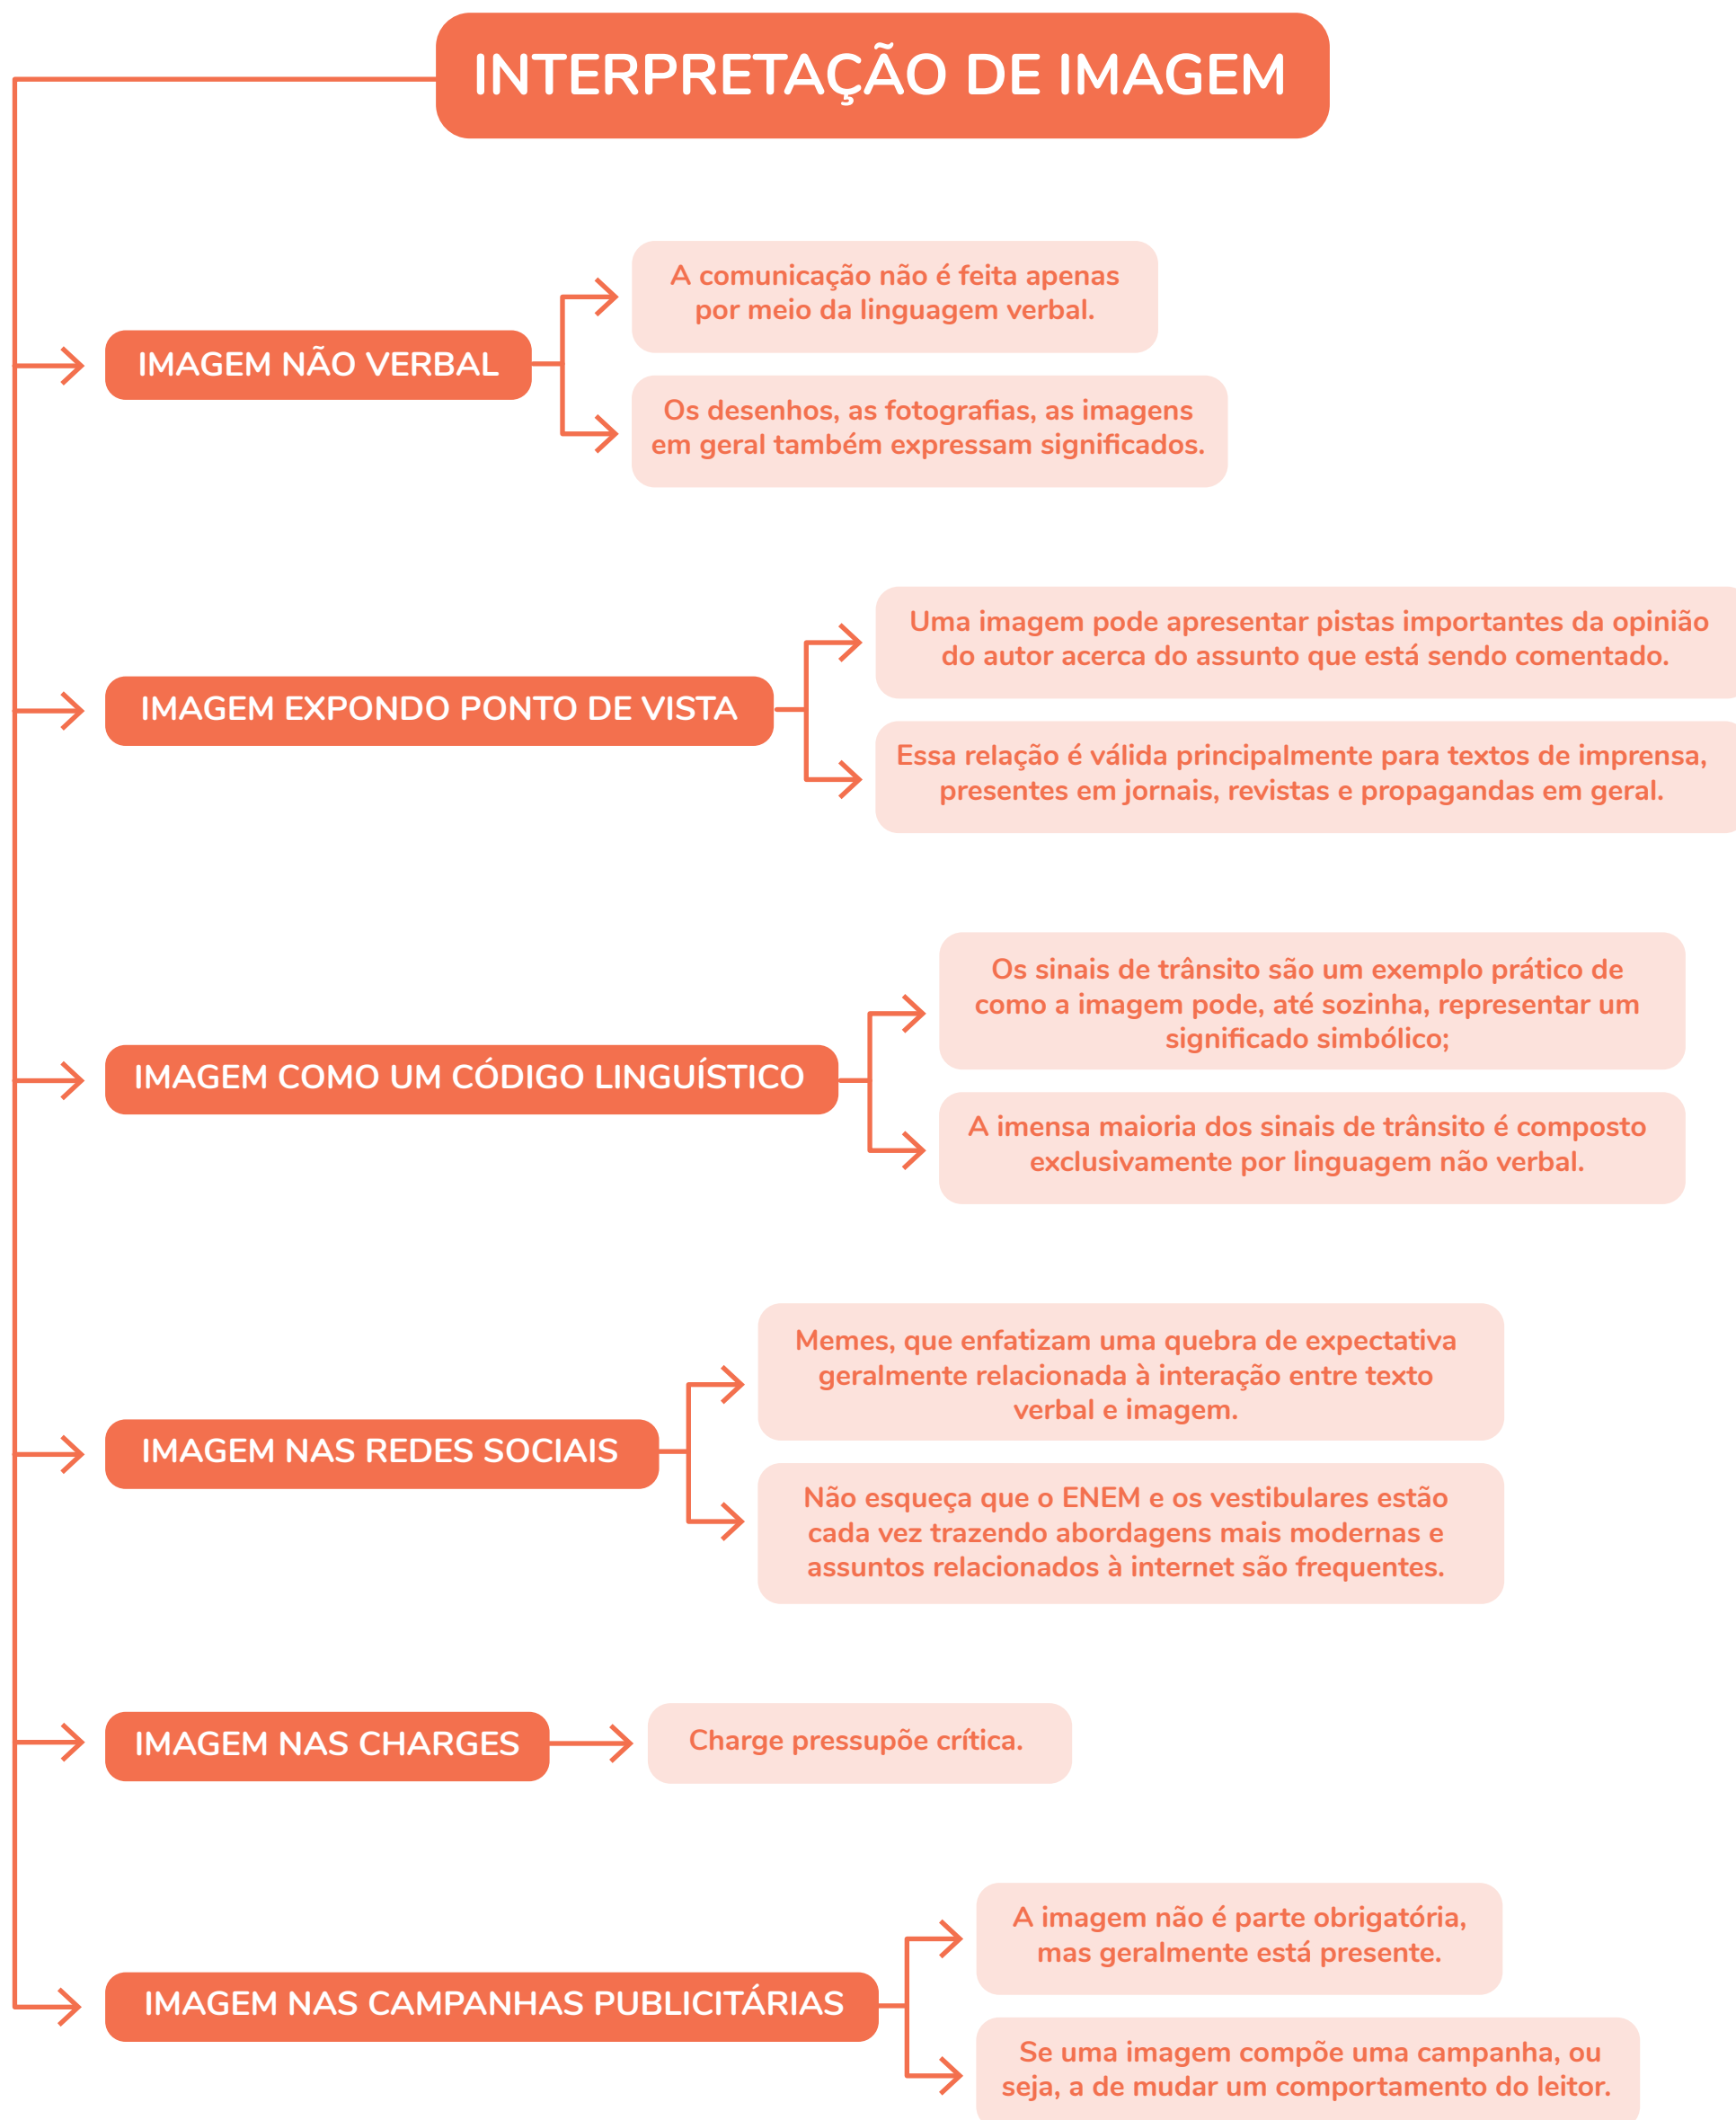 INTERPRETAÇÃO DE IMAGEM
IMAGEM NÃO VERBAL
A comunicação não é feita apenas
por meio da linguagem verbal.
Os desenhos, as fotografias, as imagens
em geral também expressam significados.
IMAGEM EXPONDO PONTO DE VISTA
Uma imagem pode apresentar pistas importantes da opinião
do autor acerca do assunto que está sendo comentado.
Essa relação é válida principalmente para textos de imprensa,
presentes em jornais, revistas e propagandas em geral.
IMAGEM COMO UM CÓDIGO LINGUÍSTICO
Os sinais de trânsito são um exemplo prático de
como a imagem pode, até sozinha, representar um
significado simbólico;
A imensa maioria dos sinais de trânsito é composto
exclusivamente por linguagem não verbal.
IMAGEM NAS REDES SOCIAIS
Memes, que enfatizam uma quebra de expectativa
geralmente relacionada à interação entre texto
verbal e imagem.
Não esqueça que o ENEM e os vestibulares estão
cada vez trazendo abordagens mais modernas e
assuntos relacionados à internet são frequentes.
IMAGEM NAS CHARGES
Charge pressupõe crítica.
IMAGEM NAS CAMPANHAS PUBLICITÁRIAS
A imagem não é parte obrigatória,
mas geralmente está presente.
Se uma imagem compõe uma campanha, ou
seja, a de mudar um comportamento do leitor.